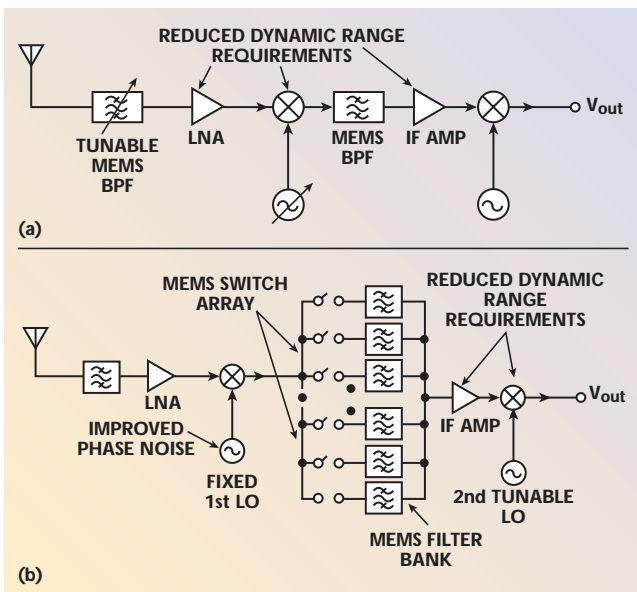 REDUCED DYNAMIC RANGE
REQUIREMENTS
TUNABLE
MEMS
BPF
LNA
MEMS
BPF
IF AMP
Vout
(a)
MEMS SWITCH
ARRAY
REDUCED DYNAMIC
RANGE
REQUIREMENTS
LNA
IMPROVED
PHASE NOISE
FIXED
1st LO
IF AMP
Vout
2nd TUNABLE
LO
MEMS FILTER
BANK
(b)